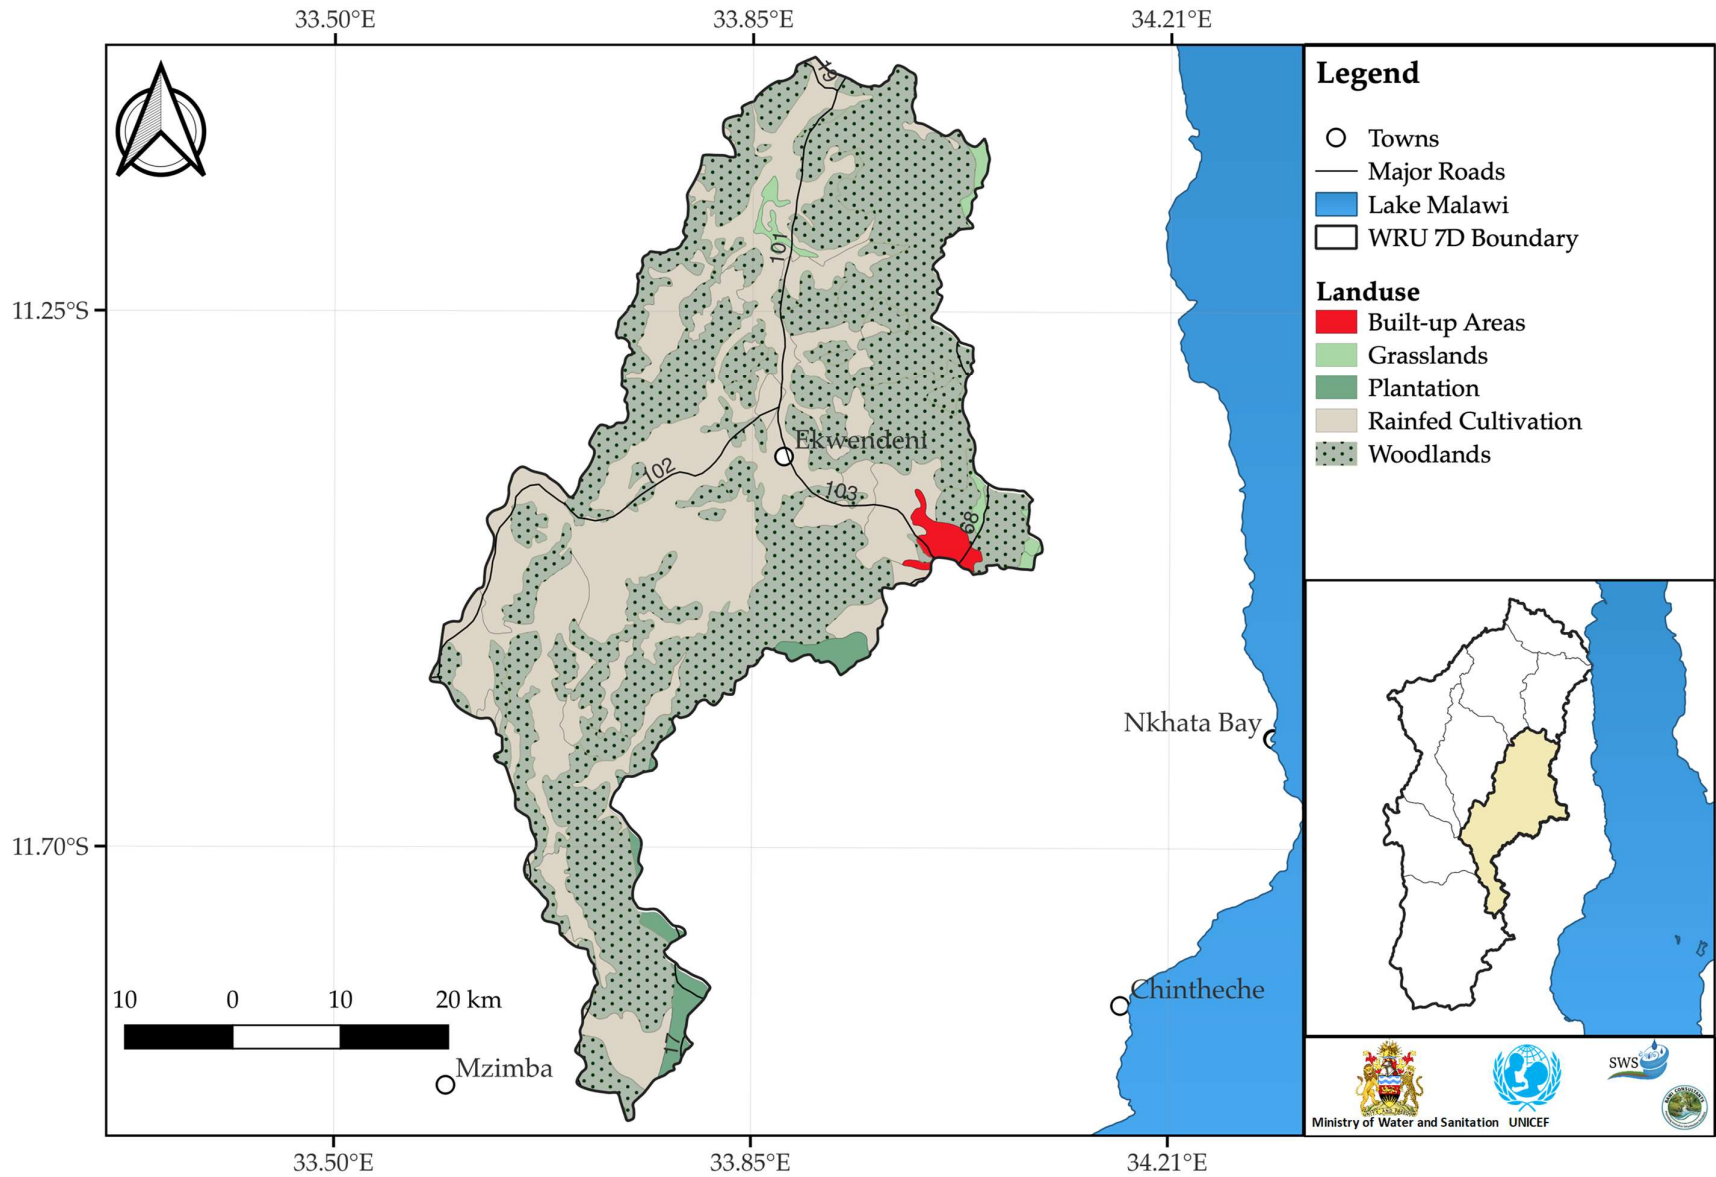 33.50°E
33.85°E
34.21°E
11.25°S
11.70°S
101
102
103
68
17
Ekwendeni
Nkhata Bay
Chintheche
Mzimba
10 0 10 20 km
33.50°E
33.85°E
34.21°E
Legend
Towns
Major Roads
Lake Malawi
WRU 7D Boundary
Landuse
Built-up Areas
Grasslands
Plantation
Rainfed Cultivation
Woodlands
Ministry of Water and Sanitation
UNICEF
SWS